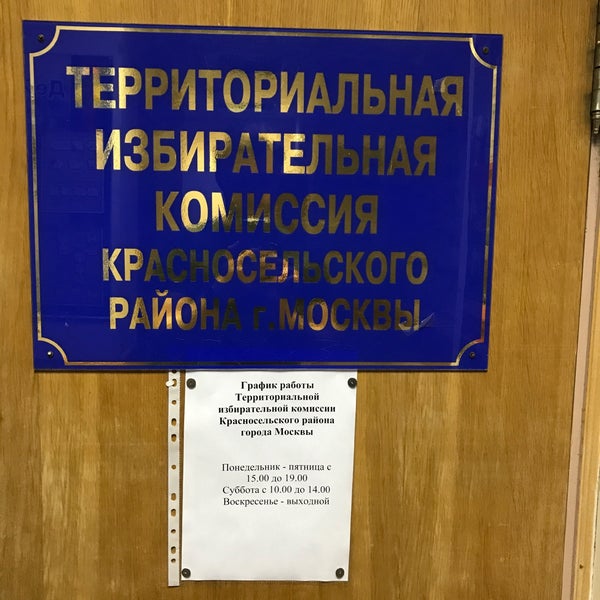 ТЕРРИТОРИАЛЬНАЯ
ИЗБИРАТЕЛЬНАЯ
КОМИССИЯ
КРАСНОСЕЛЬСКОГО
РАЙОНА г.МОСКВЫ
График работы
Территориальной
избирательной комиссии
Красносельского района
города Москвы
Понедельник - пятница с
15.00 до 19.00
Суббота с 10.00 до 14.00
Воскресенье - выходной